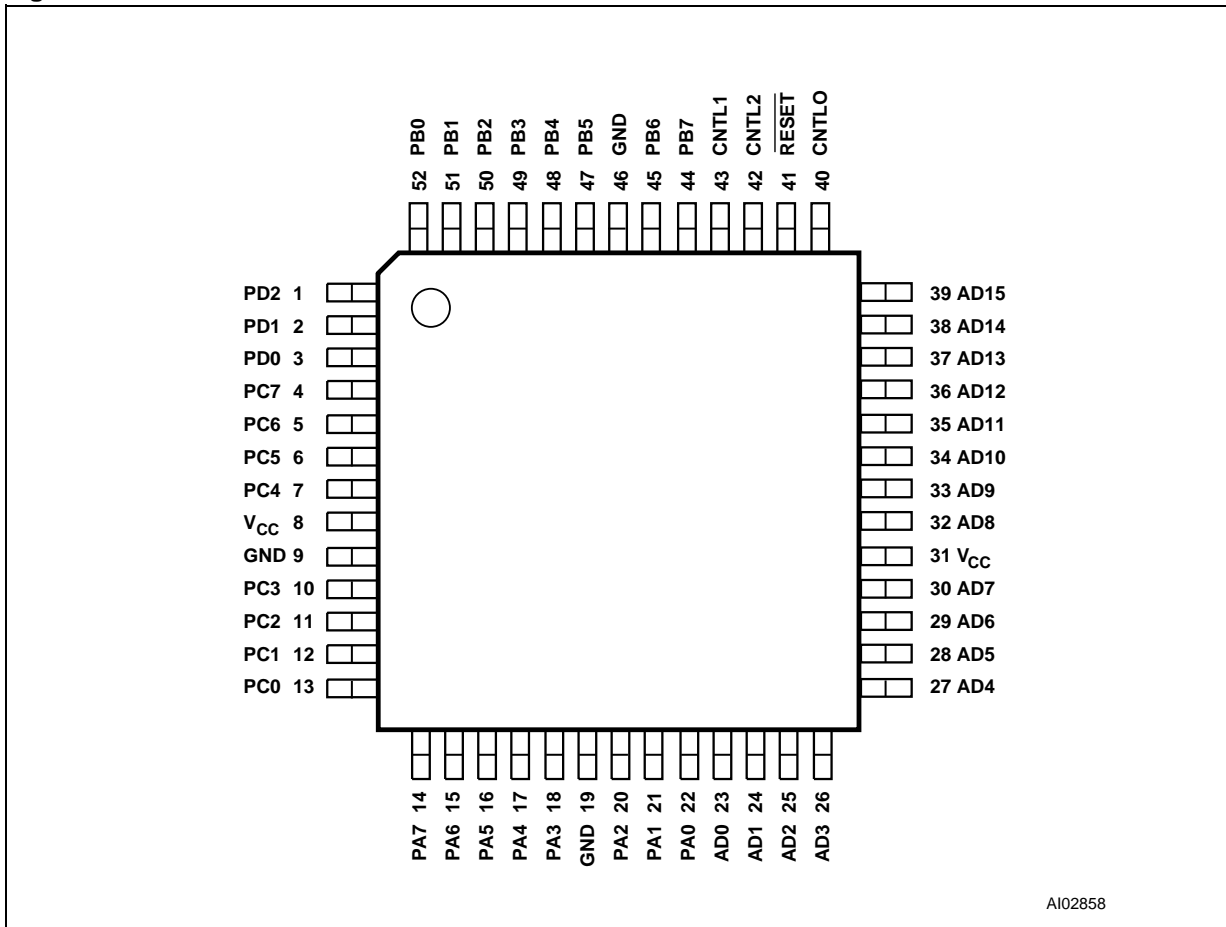 52 PB0
51 PB1
50 PB2
49 PB3
48 PB4
47 PB5
46 GND
45 PB6
44 PB7
43 CNTL1
42 CNTL2
41 RESET
40 CNTLO
PD2 1
PD1 2
PD0 3
PC7 4
PC6 5
PC5 6
PC4 7
VCC 8
GND 9
PC3 10
PC2 11
PC1 12
PC0 13
39 AD15
38 AD14
37 AD13
36 AD12
35 AD11
34 AD10
33 AD9
32 AD8
31 VCC
30 AD7
29 AD6
28 AD5
27 AD4
PA7 14
PA6 15
PA5 16
PA4 17
PA3 18
GND 19
PA2 20
PA1 21
PA0 22
AD0 23
AD1 24
AD2 25
AD3 26
AI02858